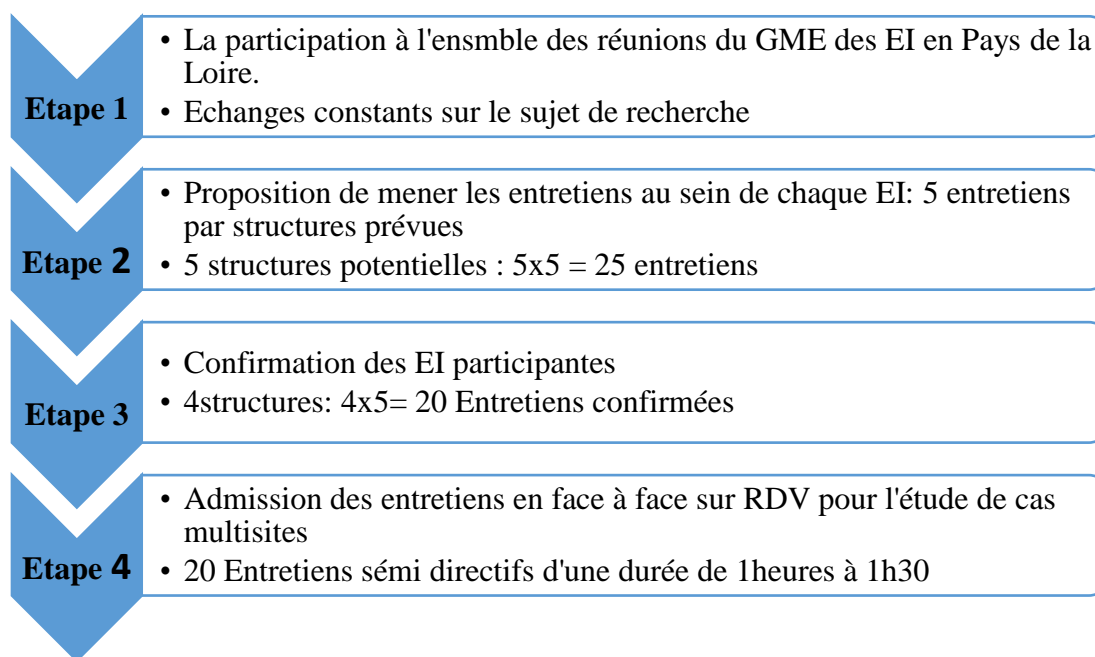 Etape 1
• La participation à l'ensmble des réunions du GME des EI en Pays de la
Loire.
• Echanges constants sur le sujet de recherche
Etape 2
• Proposition de mener les entretiens au sein de chaque EI: 5 entretiens
par structures prévues
• 5 structures potentielles : 5x5 = 25 entretiens
Etape 3
• Confirmation des EI participantes
• 4structures: 4x5= 20 Entretiens confirmées
Etape 4
• Admission des entretiens en face à face sur RDV pour l'étude de cas
multisites
• 20 Entretiens sémi directifs d'une durée de 1heures à 1h30